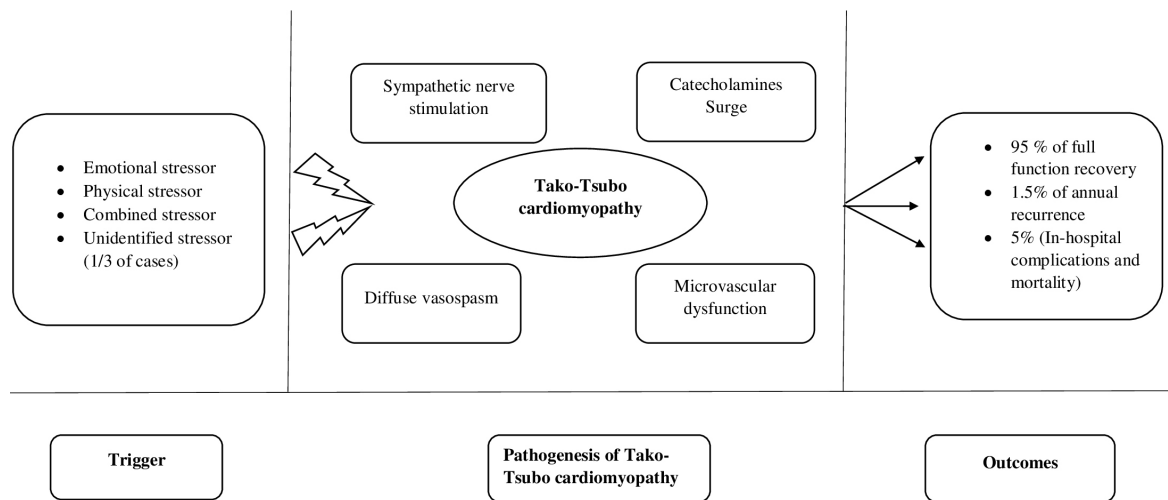 • Emotional stressor
• Physical stressor
• Combined stressor
• Unidentified stressor
(1/3 of cases)
Sympathetic nerve
stimulation
Catecholamines
Surge
Tako-Tsubo
cardiomyopathy
Diffuse vasospasm
Microvascular
dysfunction
• 95 % of full
function recovery
• 1.5% of annual
recurrence
• 5% (In-hospital
complications and
mortality)
Trigger
Pathogenesis of Tako-
Tsubo cardiomyopathy
Outcomes